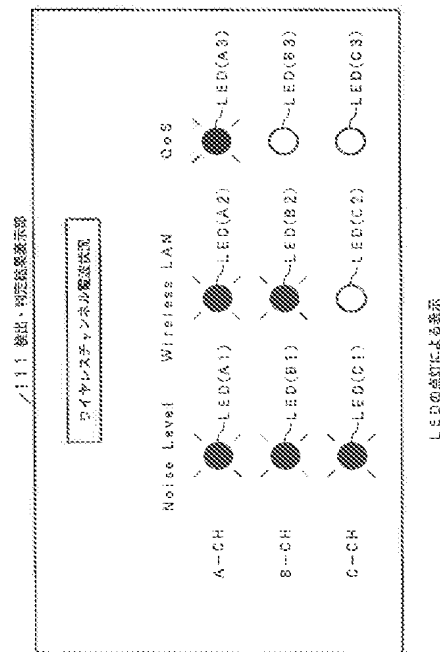 111 検出・判定結果表示部
ワイヤレスチャンネル電波状況
Noise Level Wireless LAN QoS
A-CH LED(A1) LED(A2) LED(A3)
B-CH LED(B1) LED(B2) LED(B3)
C-CH LED(C1) LED(C2) LED(C3)
LEDの点灯による表示